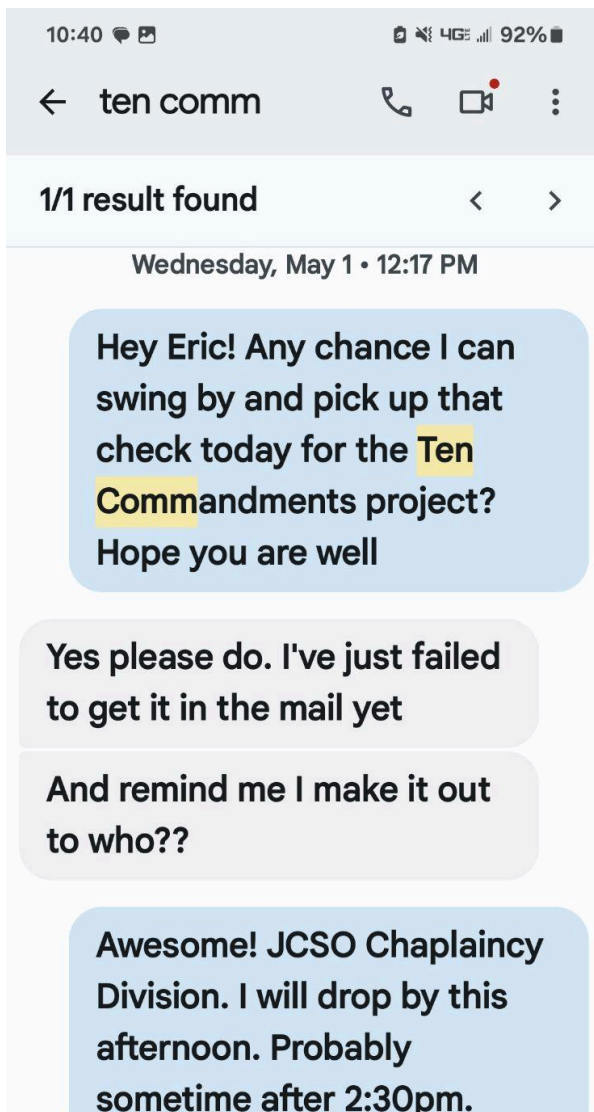 10:40
4GE 92%
ten comm
1/1 result found
Wednesday, May 1 • 12:17 PM
Hey Eric! Any chance I can
swing by and pick up that
check today for the Ten
Commandments project?
Hope you are well
Yes please do. I've just failed
to get it in the mail yet
And remind me I make it out
to who??
Awesome! JCSO Chaplaincy
Division. I will drop by this
afternoon. Probably
sometime after 2:30pm.